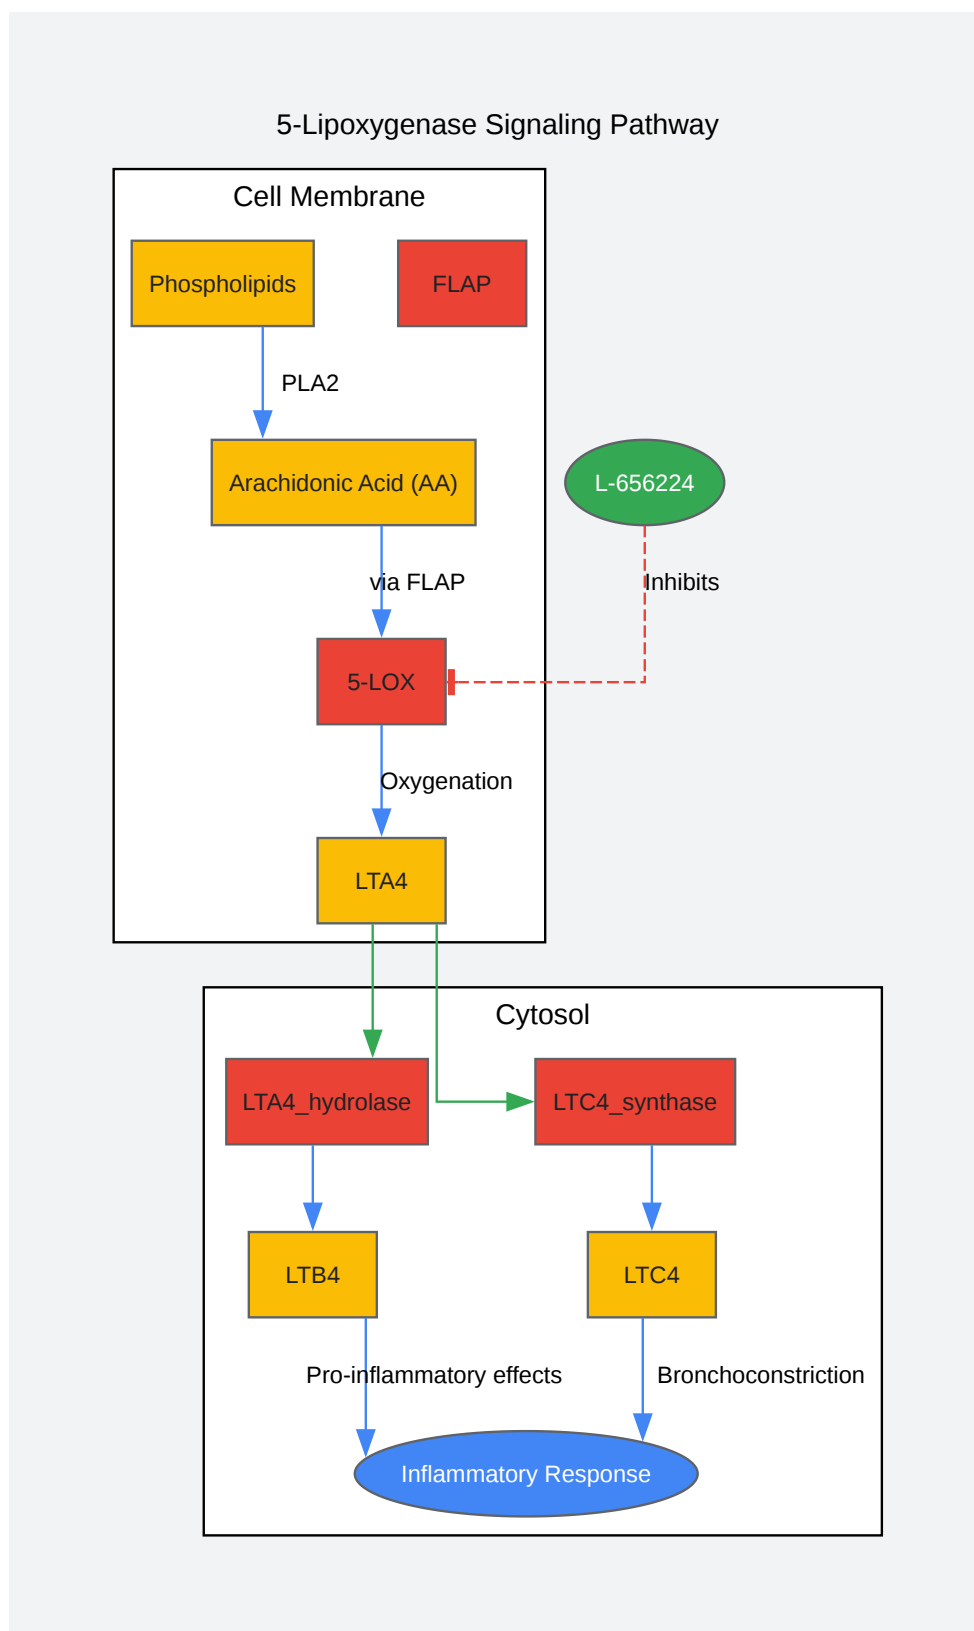 5-Lipoxygenase Signaling Pathway
Cell Membrane
Phospholipids
FLAP
PLA2
Arachidonic Acid (AA)
L-656224
via FLAP
Inhibits
5-LOX
Oxygenation
LTA4
Cytosol
LTA4_hydrolase
LTC4_synthase
LTB4
LTC4
Pro-inflammatory effects
Bronchoconstriction
Inflammatory Response